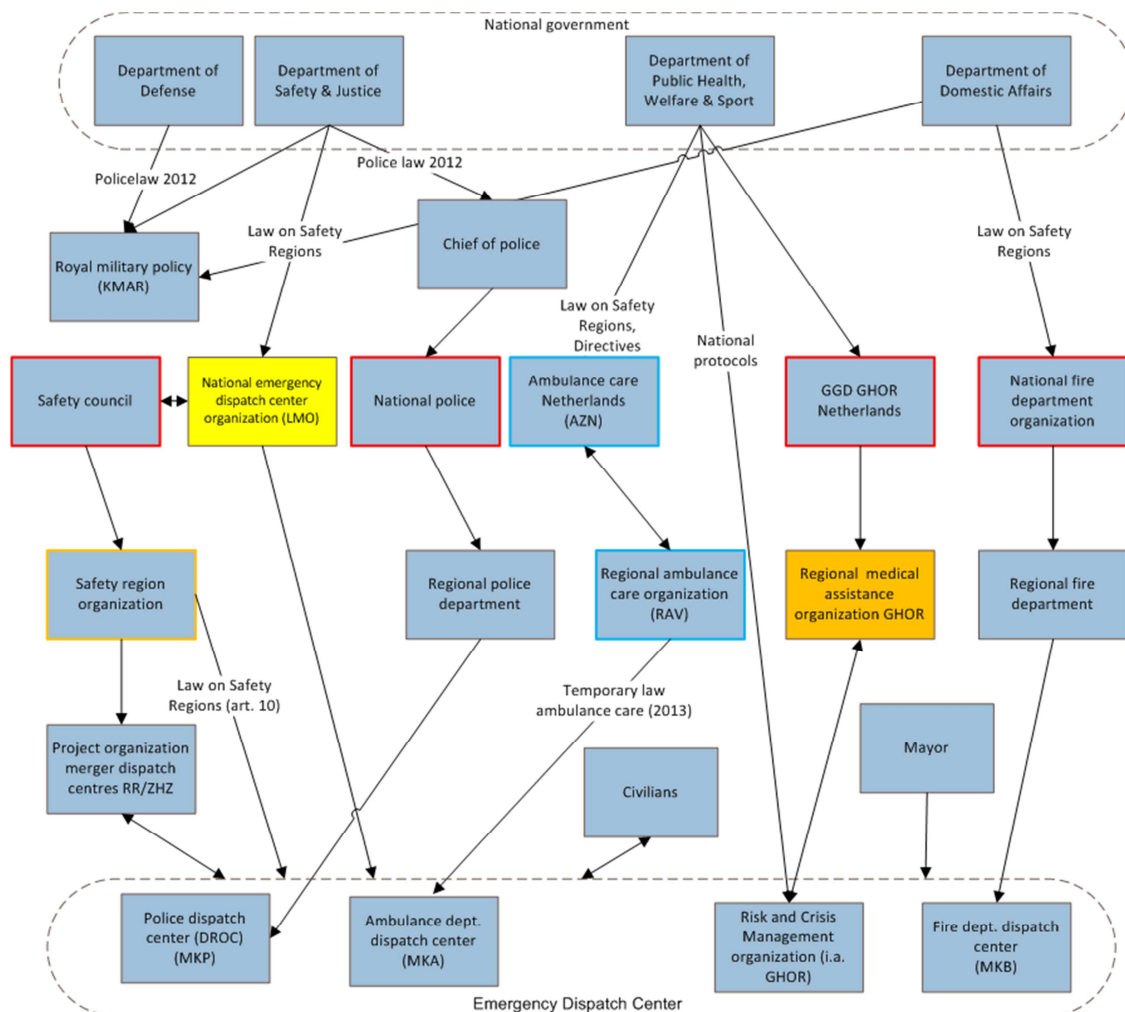 National government
Department of
Defense
Department of
Safety & Justice
Department of
Public Health,
Welfare & Sport
Department of
Domestic Affairs
Policelaw 2012
Police law 2012
Law on Safety
Regions
Law on Safety
Regions
Royal military policy
(KMAR)
Chief of police
Law on Safety
Regions,
Directives
National
protocols
Safety council
National emergency
dispatch center
organization (LMO)
National police
Ambulance care
Netherlands
(AZN)
GGD GHOR
Netherlands
National fire
department
organization
Safety region
organization
Regional police
department
Regional ambulance
care organization
(RAV)
Regional medical
assistance
organization GHOR
Regional fire
department
Law on Safety
Regions (art. 10)
Temporary law
ambulance care (2013)
Project organization
merger dispatch
centres RR/ZHZ
Civilians
Mayor
Police dispatch
center (DROC)
(MKP)
Ambulance dept.
dispatch center
(MKA)
Risk and Crisis
Management
organization (i.a.
GHOR)
Fire dept. dispatch
center
(MKB)
Emergency Dispatch Center